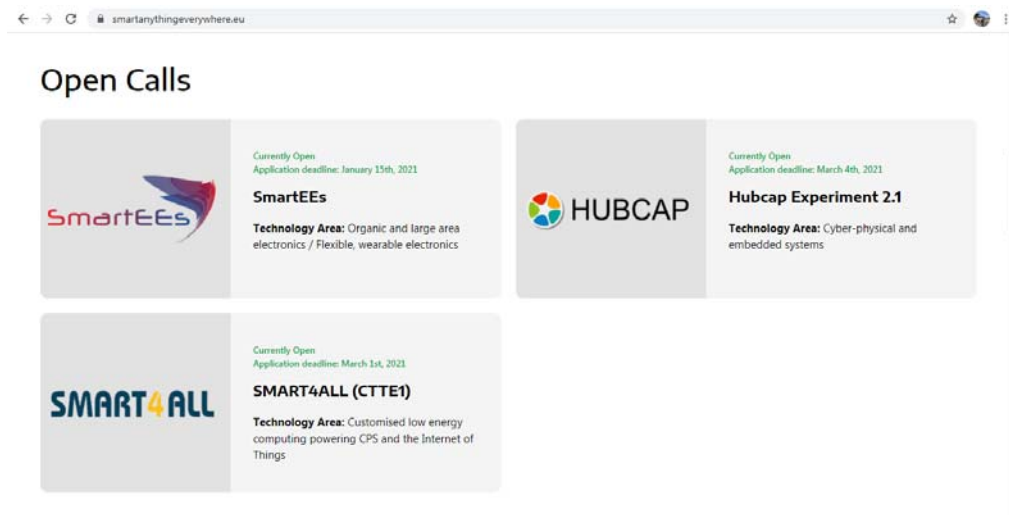 smartanythingeverywhere.eu
Open Calls
SmartEEs
Currently Open
Application deadline: January 15th, 2021
SmartEEs
Technology Area: Organic and large area
electronics / Flexible, wearable electronics
HUBCAP
Currently Open
Application deadline: March 4th, 2021
Hubcap Experiment 2.1
Technology Area: Cyber-physical and
embedded systems
SMART4ALL
Currently Open
Application deadline: March 1st, 2021
SMART4ALL (CTTE1)
Technology Area: Customised low energy
computing powering CPS and the Internet of
Things